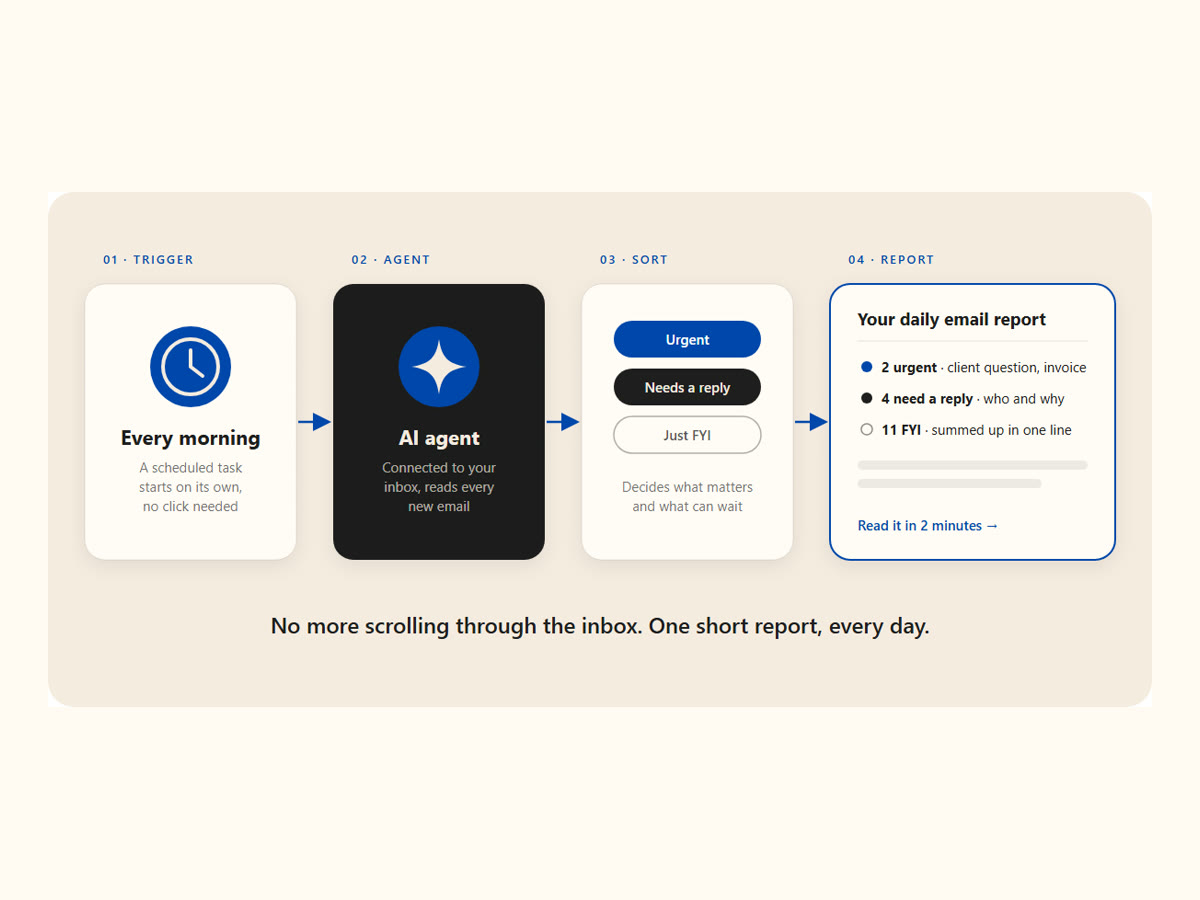 01 · TRIGGER
Every morning
A scheduled task
starts on its own,
no click needed
02 · AGENT
AI agent
Connected to your
inbox, reads every
new email
03 · SORT
Urgent
Needs a reply
Just FYI
Decides what matters
and what can wait
04 · REPORT
Your daily email report
2 urgent · client question, invoice
4 need a reply · who and why
11 FYI · summed up in one line
Read it in 2 minutes →
No more scrolling through the inbox. One short report, every day.